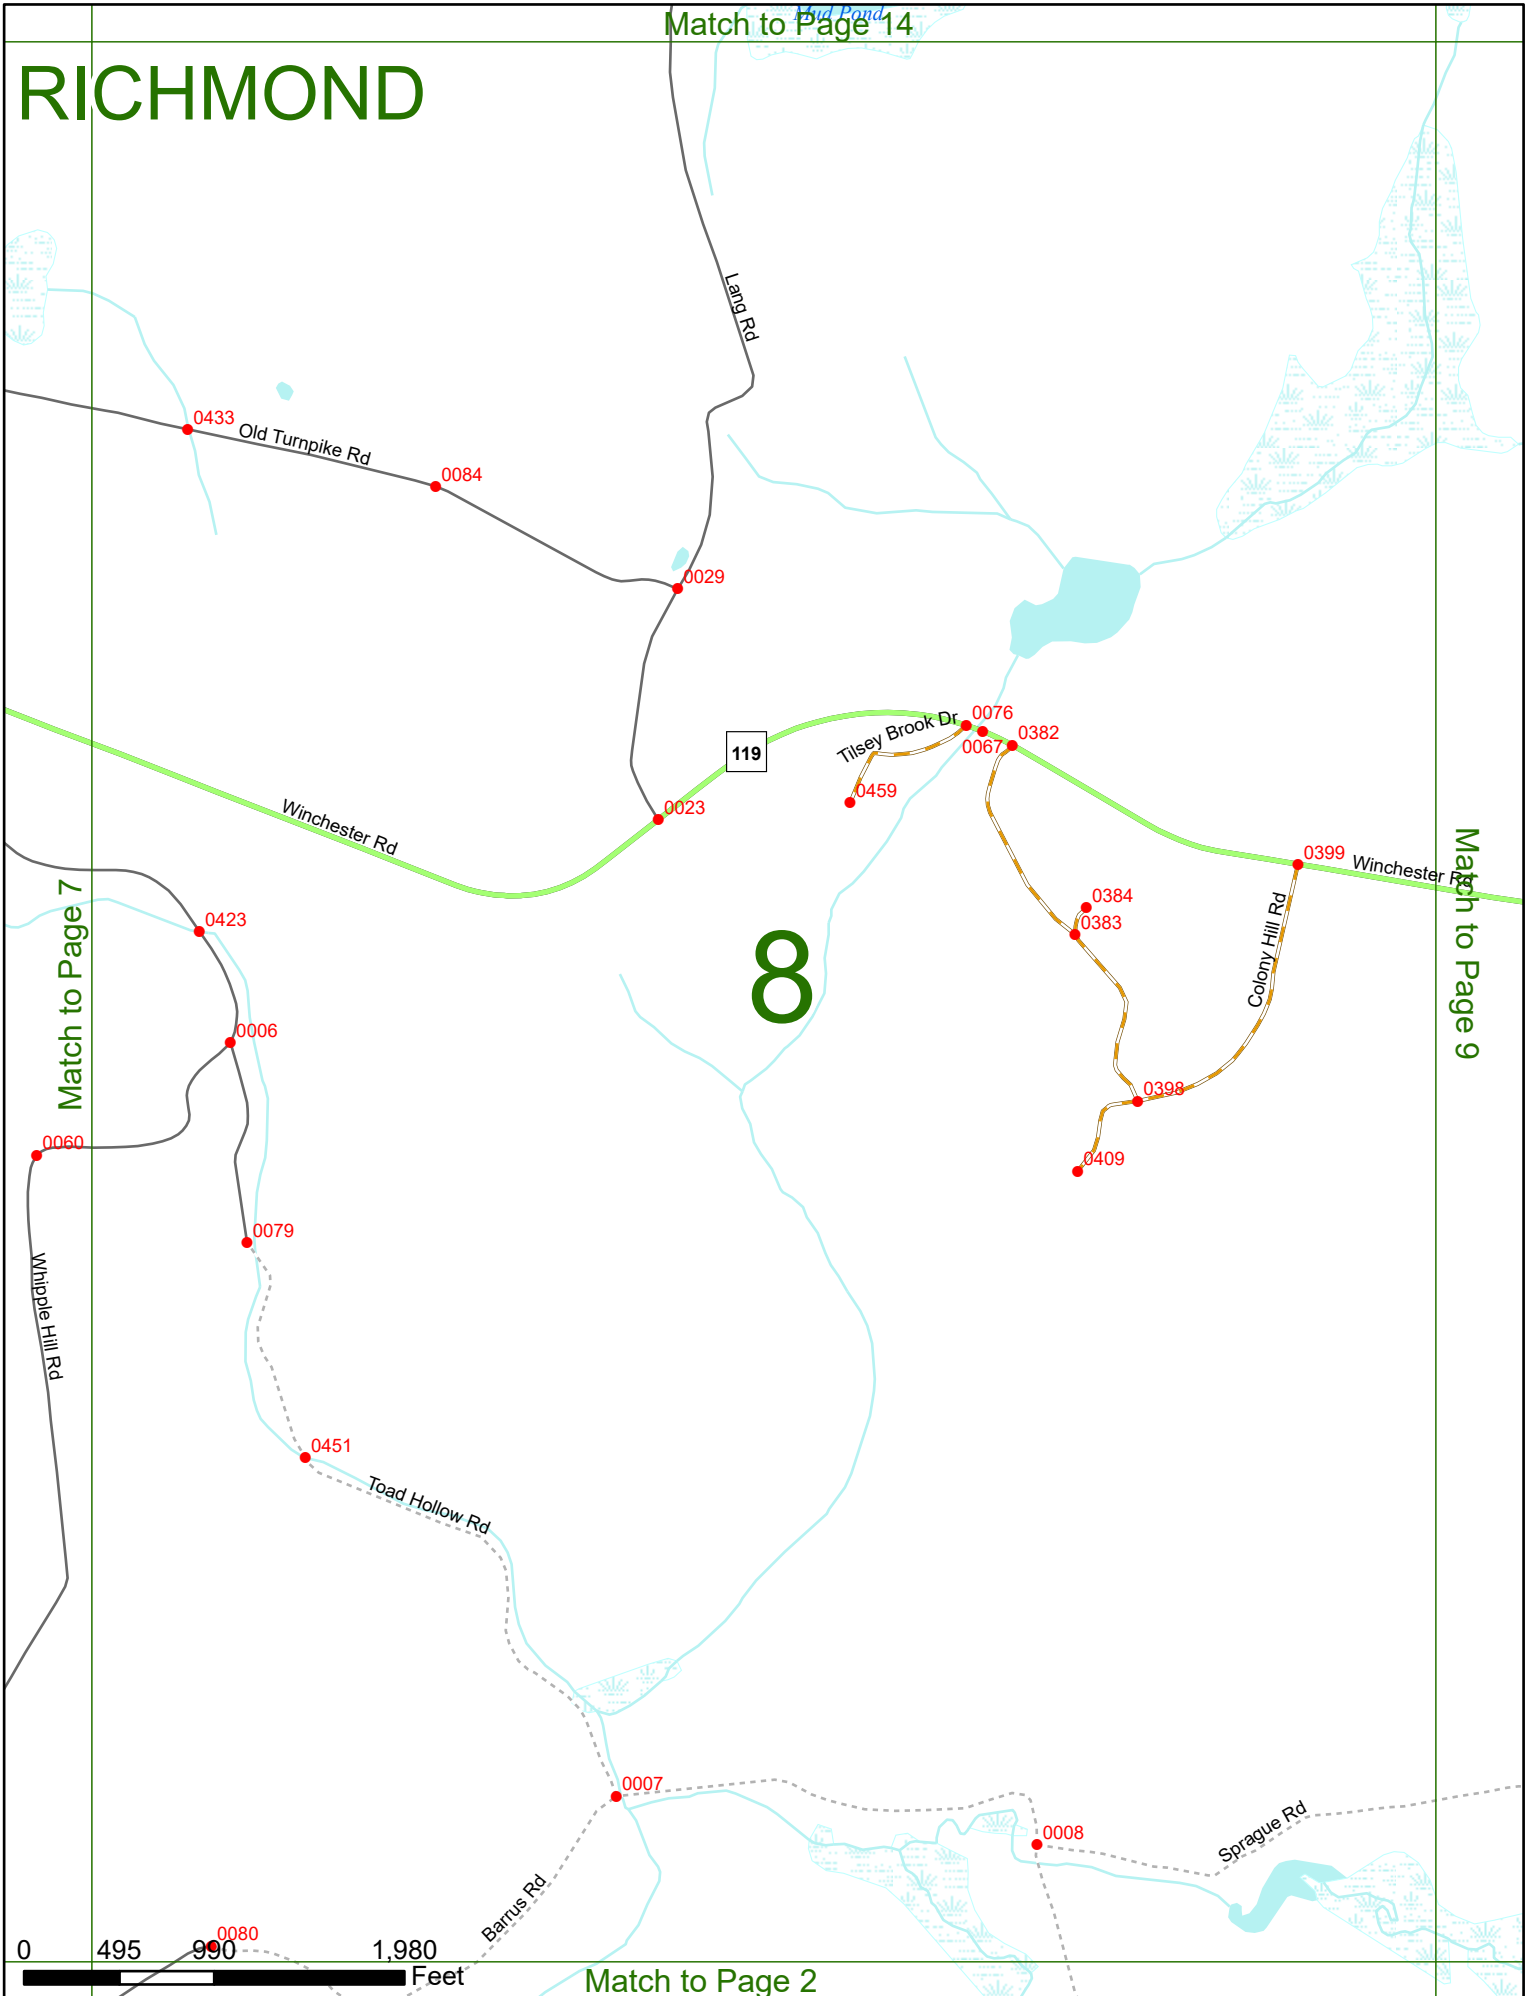 Mud Pond
Match to Page 14
RICHMOND
Lang Rd
0433
Old Turnpike Rd
0084
0029
0076
Tilsey Brook Dr
0067
0382
119
0459
Winchester Rd
0023
0399
Winchester Rd
Match to Page 7
Match to Page 9
0384
0383
0423
8
Colony Hill Rd
0006
0398
0060
0409
0079
Whipple Hill Rd
0451
Toad Hollow Rd
0007
0008
Sprague Rd
Barrus Rd
0080
0 495 990 1,980
Feet
Match to Page 2